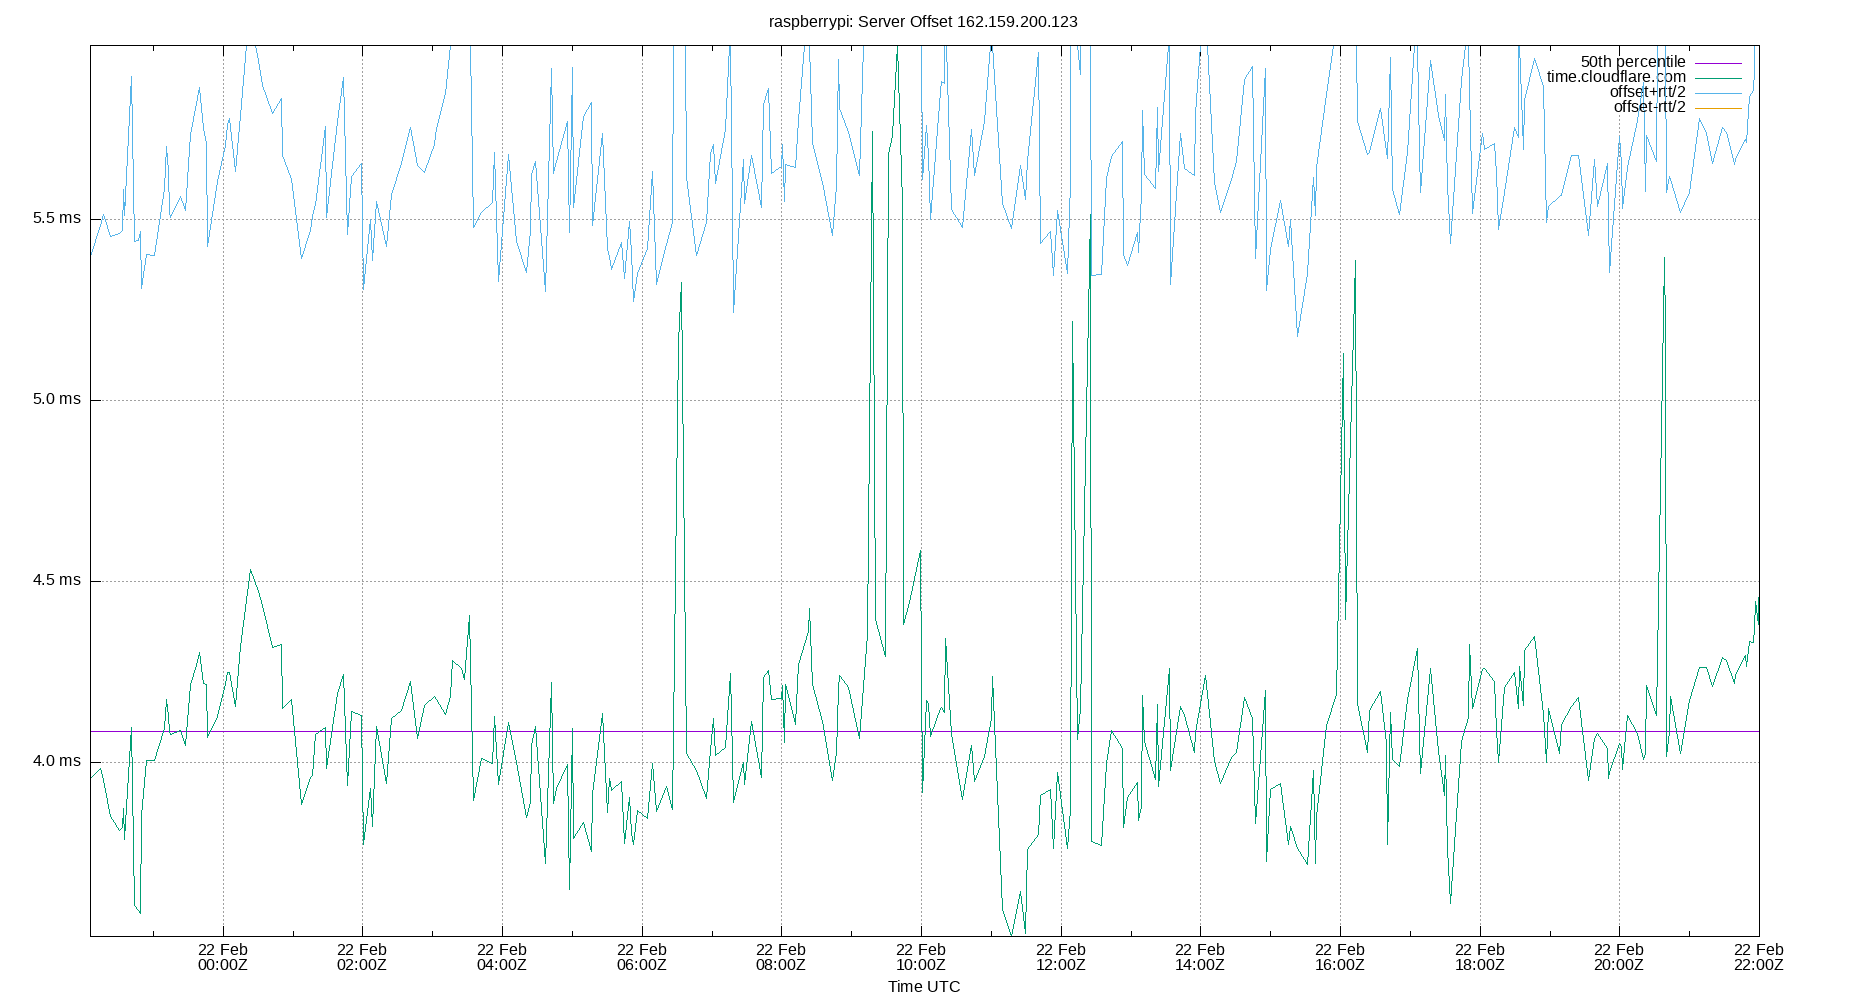 raspberrypi: Server Offset 162.159.200.123
50th percentile
time.cloudflare.com
offset+rtt/2
offset-rtt/2
5.5 ms
5.0 ms
4.5 ms
4.0 ms
22 Feb 22 Feb 22 Feb 22 Feb 22 Feb 22 Feb 22 Feb 22 Feb 22 Feb 22 Feb 22 Feb 22 Feb
00:00Z 02:00Z 04:00Z 06:00Z 08:00Z 10:00Z 12:00Z 14:00Z 16:00Z 18:00Z 20:00Z 22:00Z
Time UTC